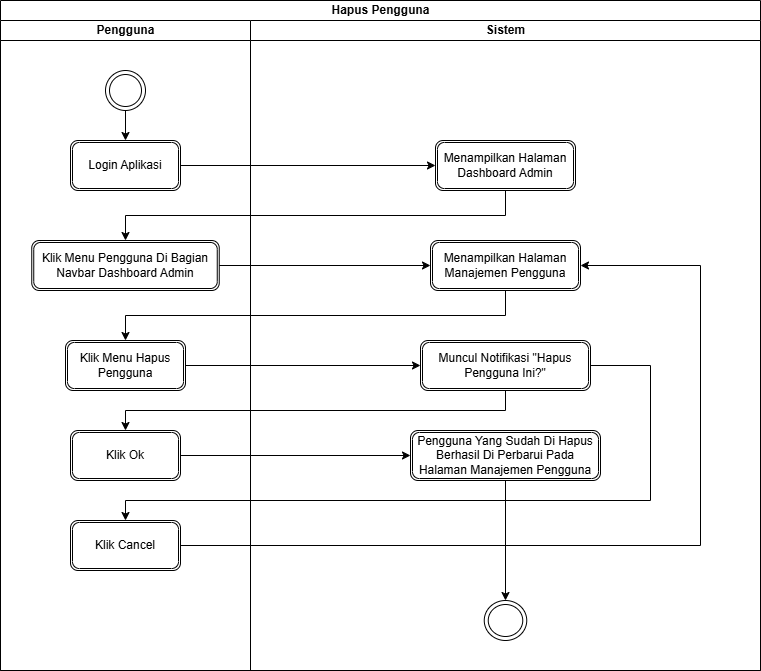 Hapus Pengguna
Pengguna
Sistem
Login Aplikasi
Menampilkan Halaman
Dashboard Admin
Klik Menu Pengguna Di Bagian
Navbar Dashboard Admin
Menampilkan Halaman
Manajemen Pengguna
Klik Menu Hapus
Pengguna
Muncul Notifikasi "Hapus
Pengguna Ini?"
Klik Ok
Pengguna Yang Sudah Di Hapus
Berhasil Di Perbarui Pada
Halaman Manajemen Pengguna
Klik Cancel